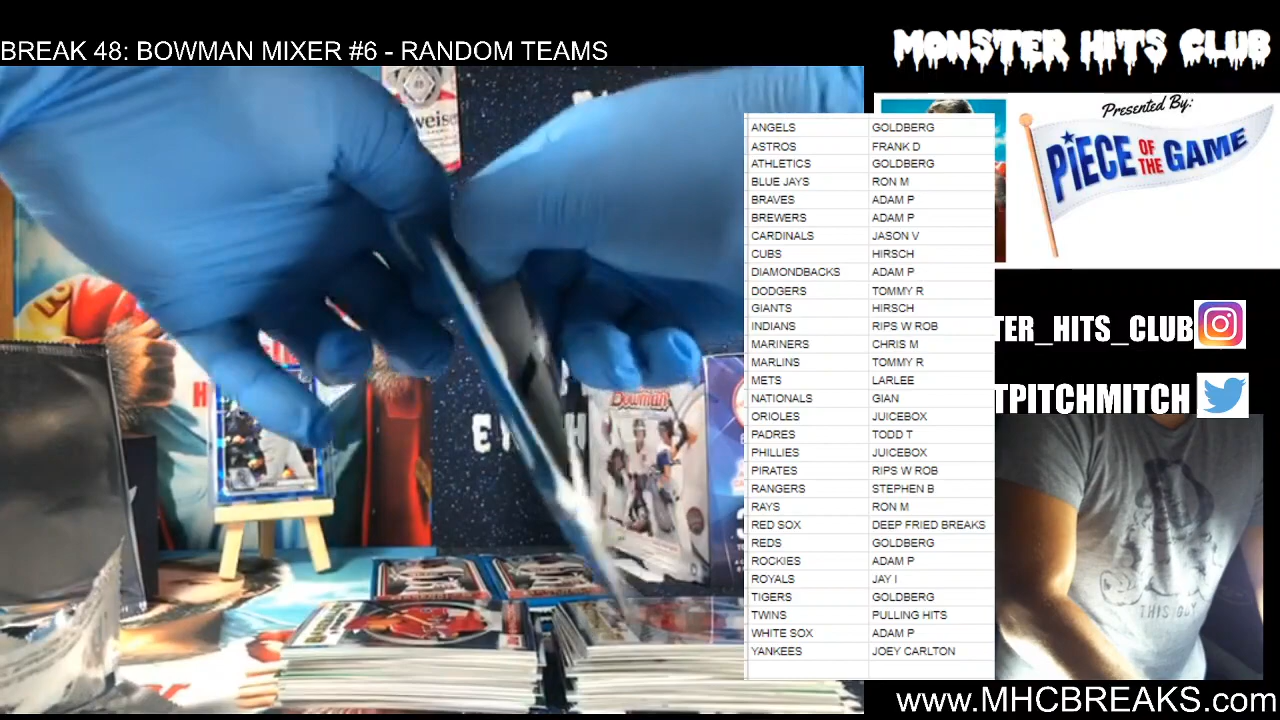 BREAK 48: BOWMAN MIXER #6 - RANDOM TEAMS
MONSTER HITS CLUB
Presented By:
PIECE OF THE GAME
weiser
ANGELS GOLDBERG
ASTROS FRANK D
ATHLETICS GOLDBERG
BLUE JAYS RON M
BRAVES ADAM P
BREWERS ADAM P
CARDINALS JASON V
CUBS HIRSCH
DIAMONDBACKS ADAM P
DODGERS TOMMY R
GIANTS HIRSCH
INDIANS RIPS W ROB
MARINERS CHRIS M
MARLINS TOMMY R
METS LARLEE
NATIONALS GIAN
ORIOLES JUICEBOX
PADRES TODD T
PHILLIES JUICEBOX
PIRATES RIPS W ROB
RANGERS STEPHEN B
RAYS RON M
RED SOX DEEP FRIED BREAKS
REDS GOLDBERG
ROCKIES ADAM P
ROYALS JAY I
TIGERS GOLDBERG
TWINS PULLING HITS
WHITE SOX ADAM P
YANKEES JOEY CARLTON
TER_HITS_CLUB
TPITCHMITCH
Bowman
THIS GUY
www.MHCBREAKS.com